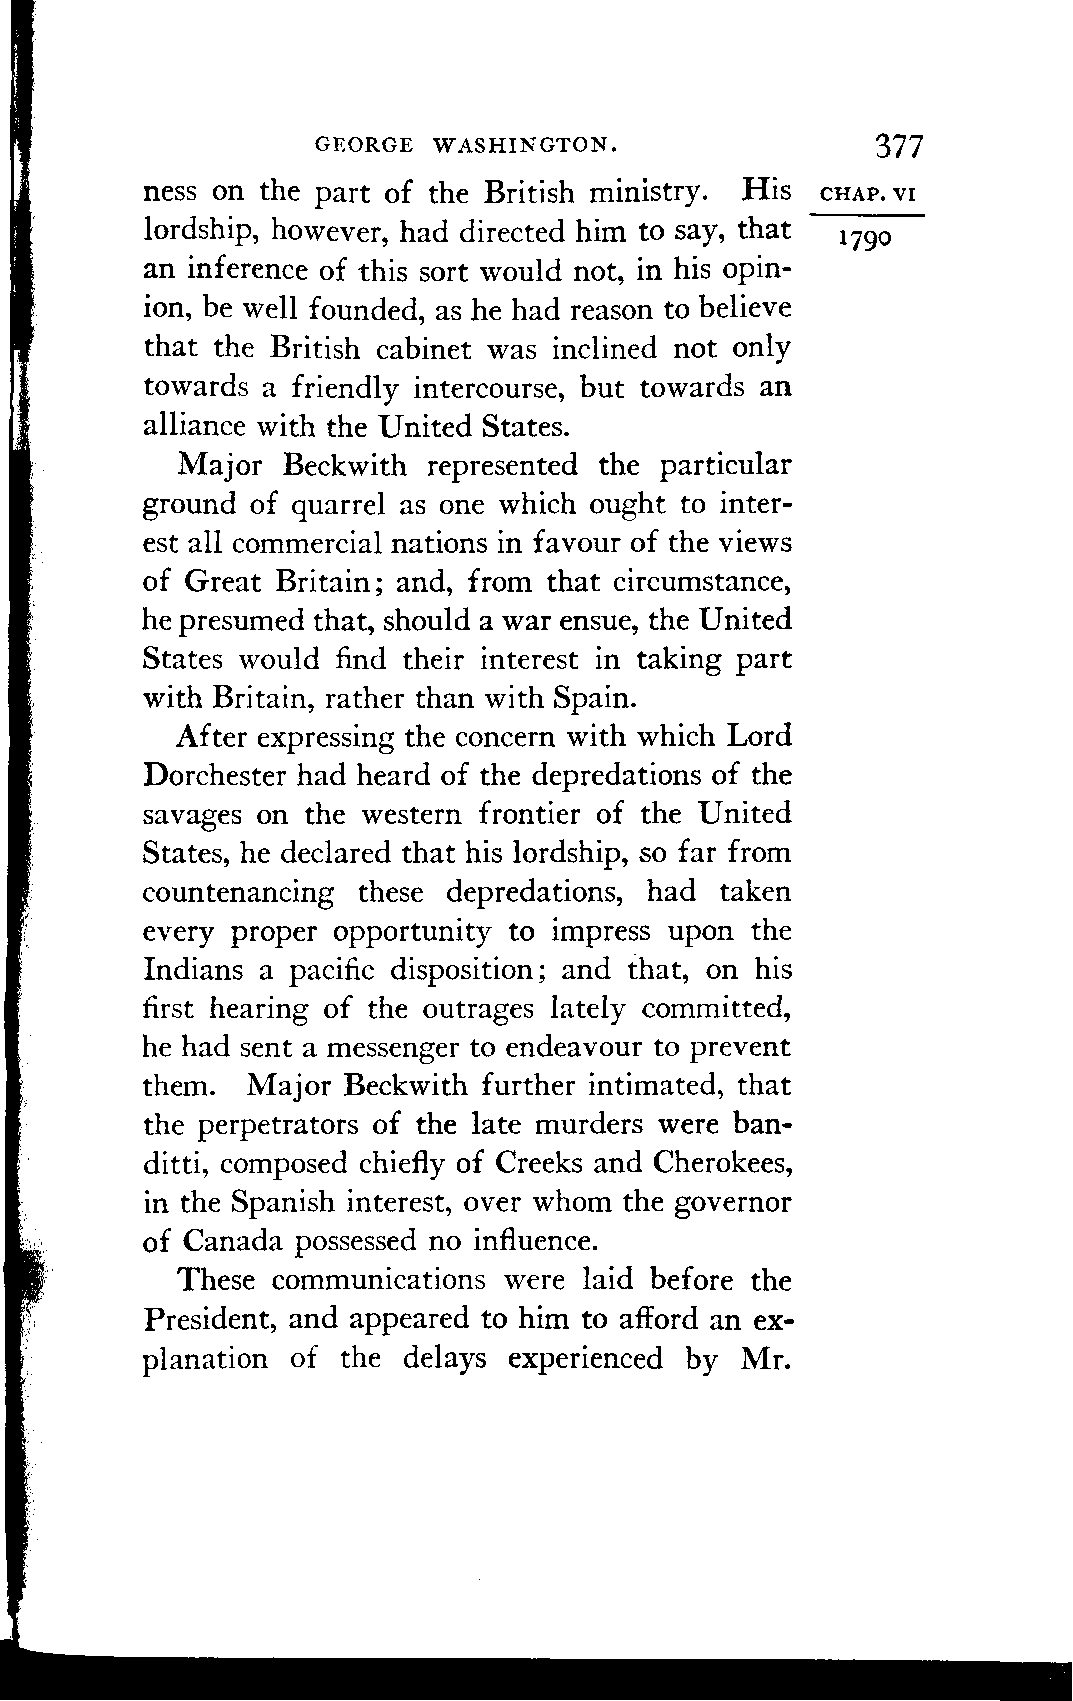 GEORGE WASHINGTON. 377
ness on the part of the British ministry. His CHAP. VI
lordship, however, had directed him to say, that 1790
an inference of this sort would not, in his opin-
ion, be well founded, as he had reason to believe
that the British cabinet was inclined not only
towards a friendly intercourse, but towards an
alliance with the United States.
Major Beckwith represented the particular
ground of quarrel as one which ought to inter-
est all commercial nations in favour of the views
of Great Britain; and, from that circumstance,
he presumed that, should a war ensue, the United
States would find their interest in taking part
with Britain, rather than with Spain.
After expressing the concern with which Lord
Dorchester had heard of the depredations of the
savages on the western frontier of the United
States, he declared that his lordship, so far from
countenancing these depredations, had taken
every proper opportunity to impress upon the
Indians a pacific disposition; and that, on his
first hearing of the outrages lately committed,
he had sent a messenger to endeavour to prevent
them. Major Beckwith further intimated, that
the perpetrators of the late murders were ban-
ditti, composed chiefly of Creeks and Cherokees,
in the Spanish interest, over whom the governor
of Canada possessed no influence.
These communications were laid before the
President, and appeared to him to afford an ex-
planation of the delays experienced by Mr.